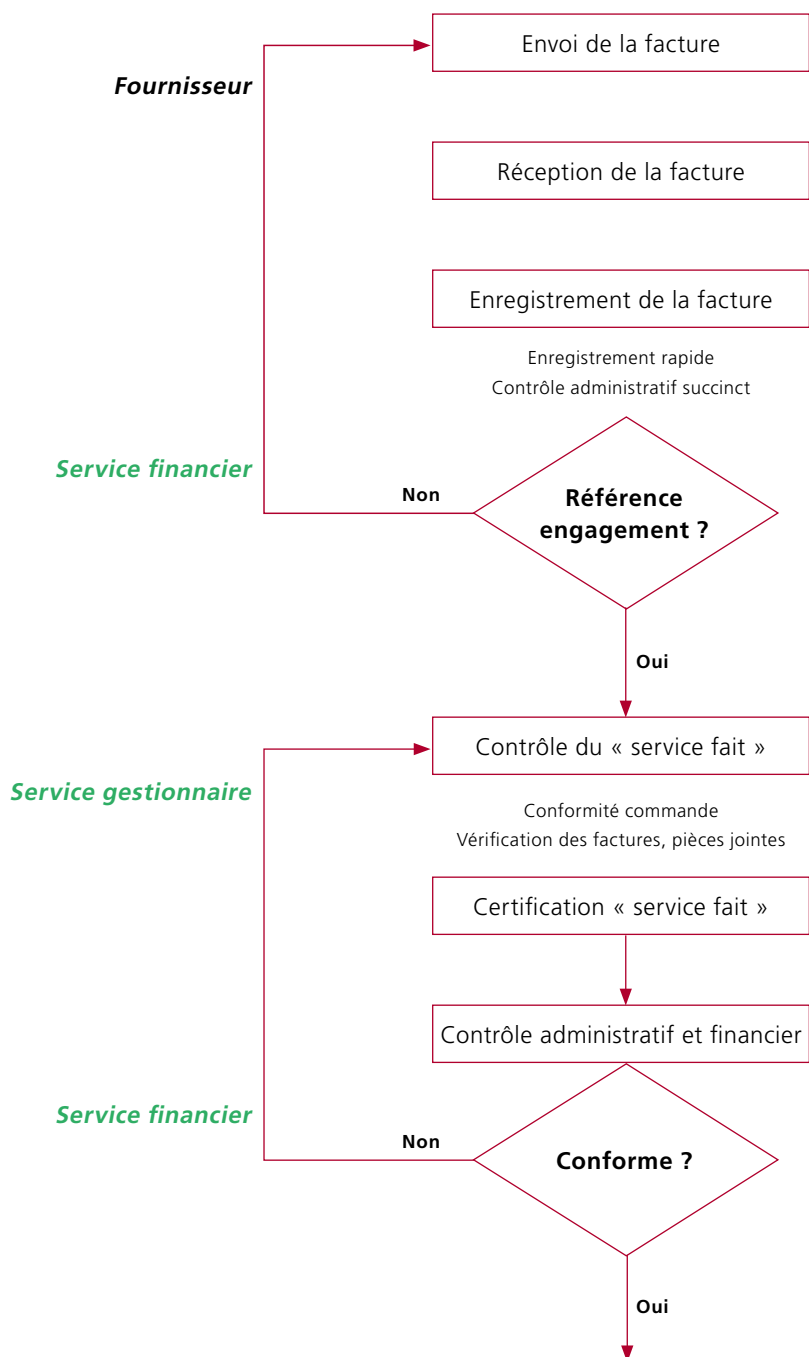 Envoi de la facture
Fournisseur
Réception de la facture
Enregistrement de la facture
Enregistrement rapide
Contrôle administratif succinct
Service financier
Non
Référence
engagement ?
Oui
Contrôle du « service fait »
Service gestionnaire
Conformité commande
Vérification des factures, pièces jointes
Certification « service fait »
Contrôle administratif et financier
Service financier
Non
Conforme ?
Oui